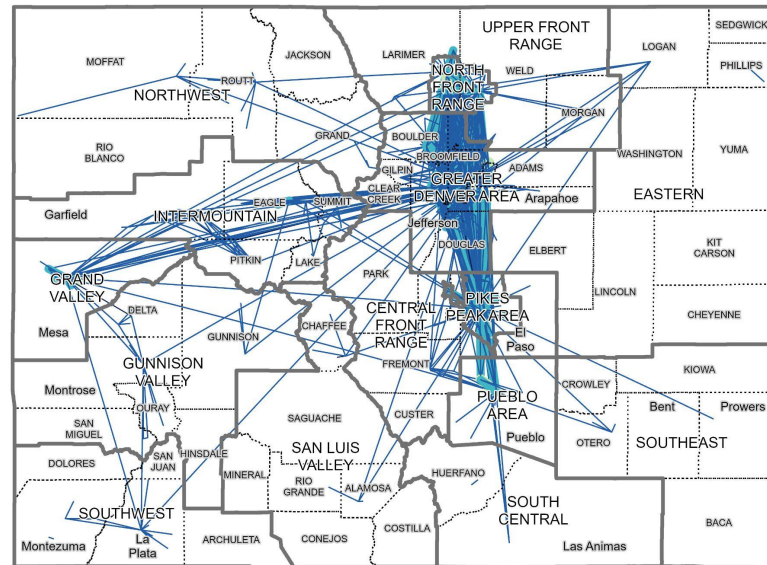 UPPER FRONT
RANGE
SEDGWICK
LOGAN
PHILLIPS
MOFFAT
JACKSON
LARIMER
NORTH
FRONT
RANGE
WELD
ROUTT
NORTHWEST
MORGAN
GRAND
BOULDER
RIO
BLANCO
BROOMFIELD
WASHINGTON
YUMA
GILPIN
ADAMS
GREATER
DENVER AREA
EASTERN
CLEAR
CREEK
Arapahoe
Garfield
EAGLE
SUMMIT
INTERMOUNTAIN
Jefferson
DOUGLAS
ELBERT
KIT
CARSON
PITKIN
LAKE
PARK
GRAND
VALLEY
LINCOLN
DELTA
CENTRAL
FRONT
RANGE
PIKES
PEAK AREA
CHEYENNE
Mesa
CHAFFEE
El
Paso
GUNNISON
GUNNISON
VALLEY
FREMONT
KIOWA
CROWLEY
Montrose
OURAY
PUEBLO
AREA
Bent
Prowers
SAN
MIGUEL
SAGUACHE
CUSTER
Pueblo
OTERO
SOUTHEAST
DOLORES
SAN
JUAN
HINSDALE
SAN LUIS
VALLEY
MINERAL
RIO
GRANDE
ALAMOSA
HUERFANO
SOUTHWEST
SOUTH
CENTRAL
COSTILLA
BACA
Montezuma
La
Plata
ARCHULETA
CONEJOS
Las Animas